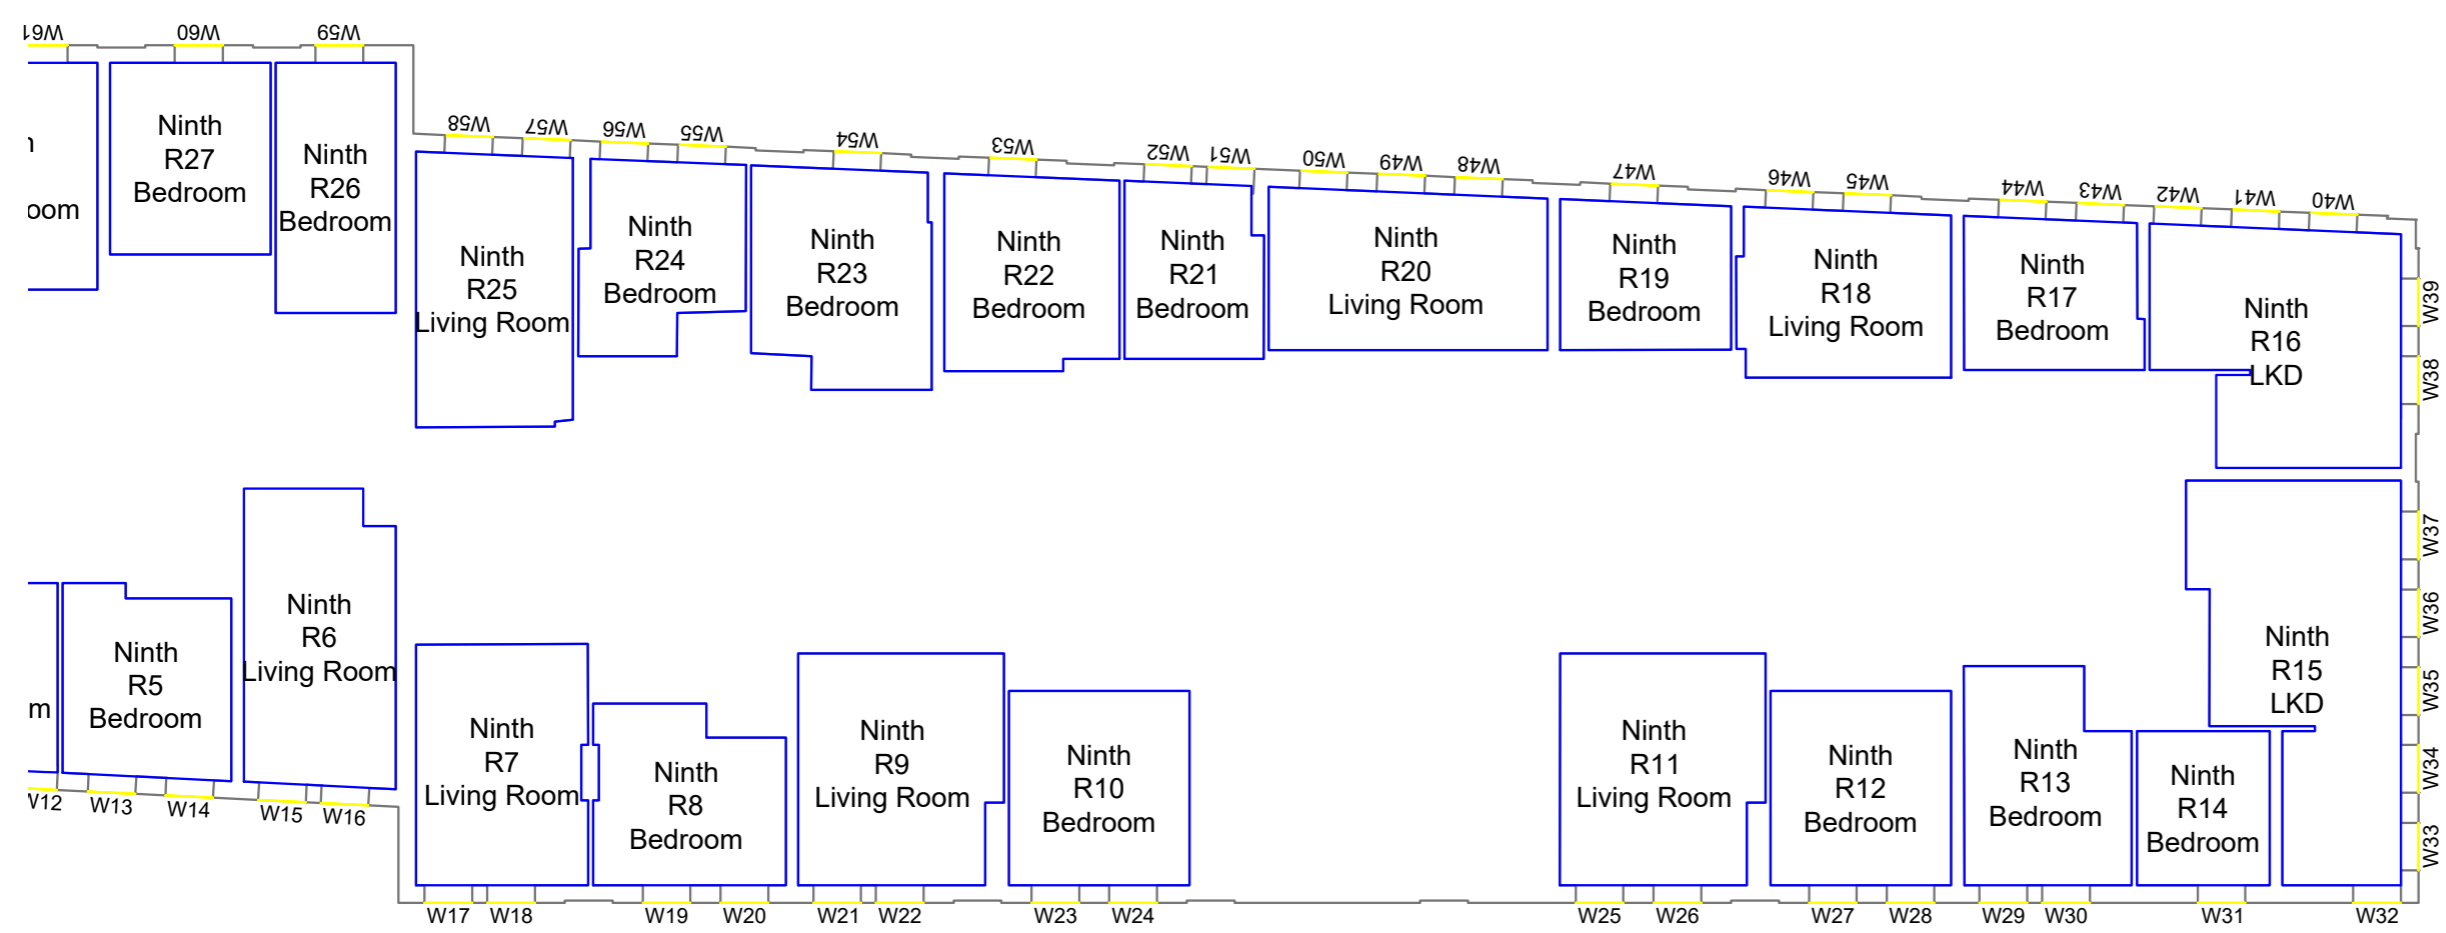 W61 W60 W59
W58 W57 W56 W55 W54 W53 W52 W51 W50 W49 W48 W47 W46 W45 W44 W43 W42 W41 W40
oom
Ninth
R27
Bedroom
Ninth
R26
Bedroom
Ninth
R25
Living Room
Ninth
R24
Bedroom
Ninth
R23
Bedroom
Ninth
R22
Bedroom
Ninth
R21
Bedroom
Ninth
R20
Living Room
Ninth
R19
Bedroom
Ninth
R18
Living Room
Ninth
R17
Bedroom
Ninth
R16
LKD
W39
W38
W37
W36
W35
W34
W33
m
Ninth
R5
Bedroom
Ninth
R6
Living Room
Ninth
R7
Living Room
Ninth
R8
Bedroom
Ninth
R9
Living Room
Ninth
R10
Bedroom
Ninth
R11
Living Room
Ninth
R12
Bedroom
Ninth
R13
Bedroom
Ninth
R14
Bedroom
Ninth
R15
LKD
W12 W13 W14 W15 W16
W17 W18 W19 W20 W21 W22 W23 W24 W25 W26 W27 W28 W29 W30 W31 W32